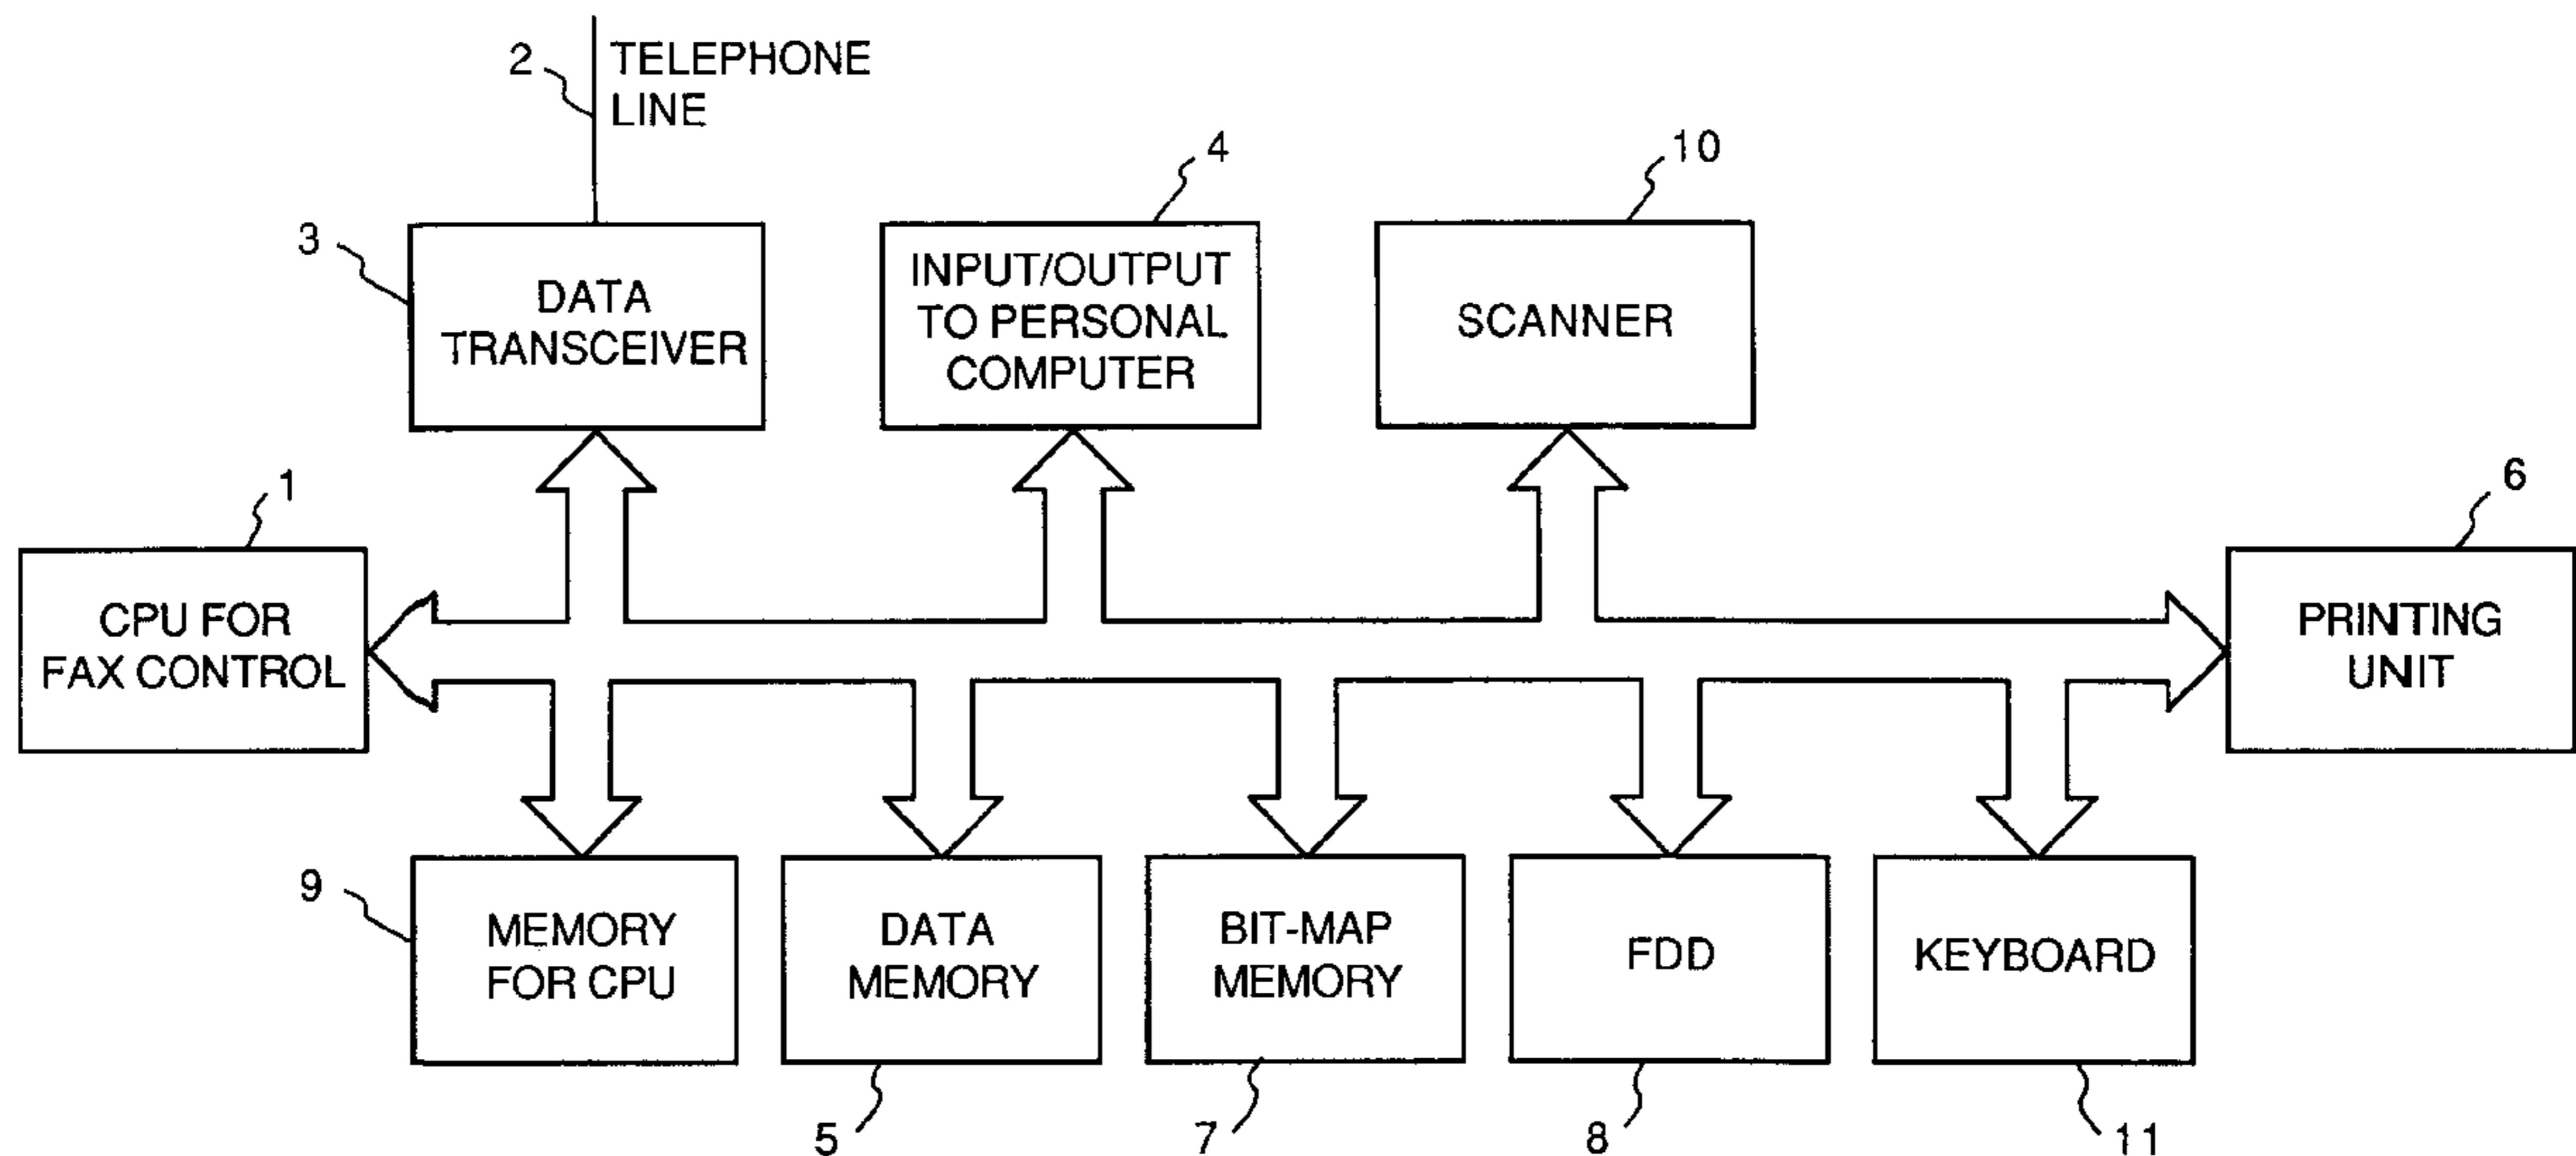 2
TELEPHONE
LINE
4
10
3
DATA
TRANSCEIVER
INPUT/OUTPUT
TO PERSONAL
COMPUTER
SCANNER
1
6
CPU FOR
FAX CONTROL
PRINTING
UNIT
9
MEMORY
FOR CPU
DATA
MEMORY
BIT-MAP
MEMORY
FDD
KEYBOARD
5
7
8
11